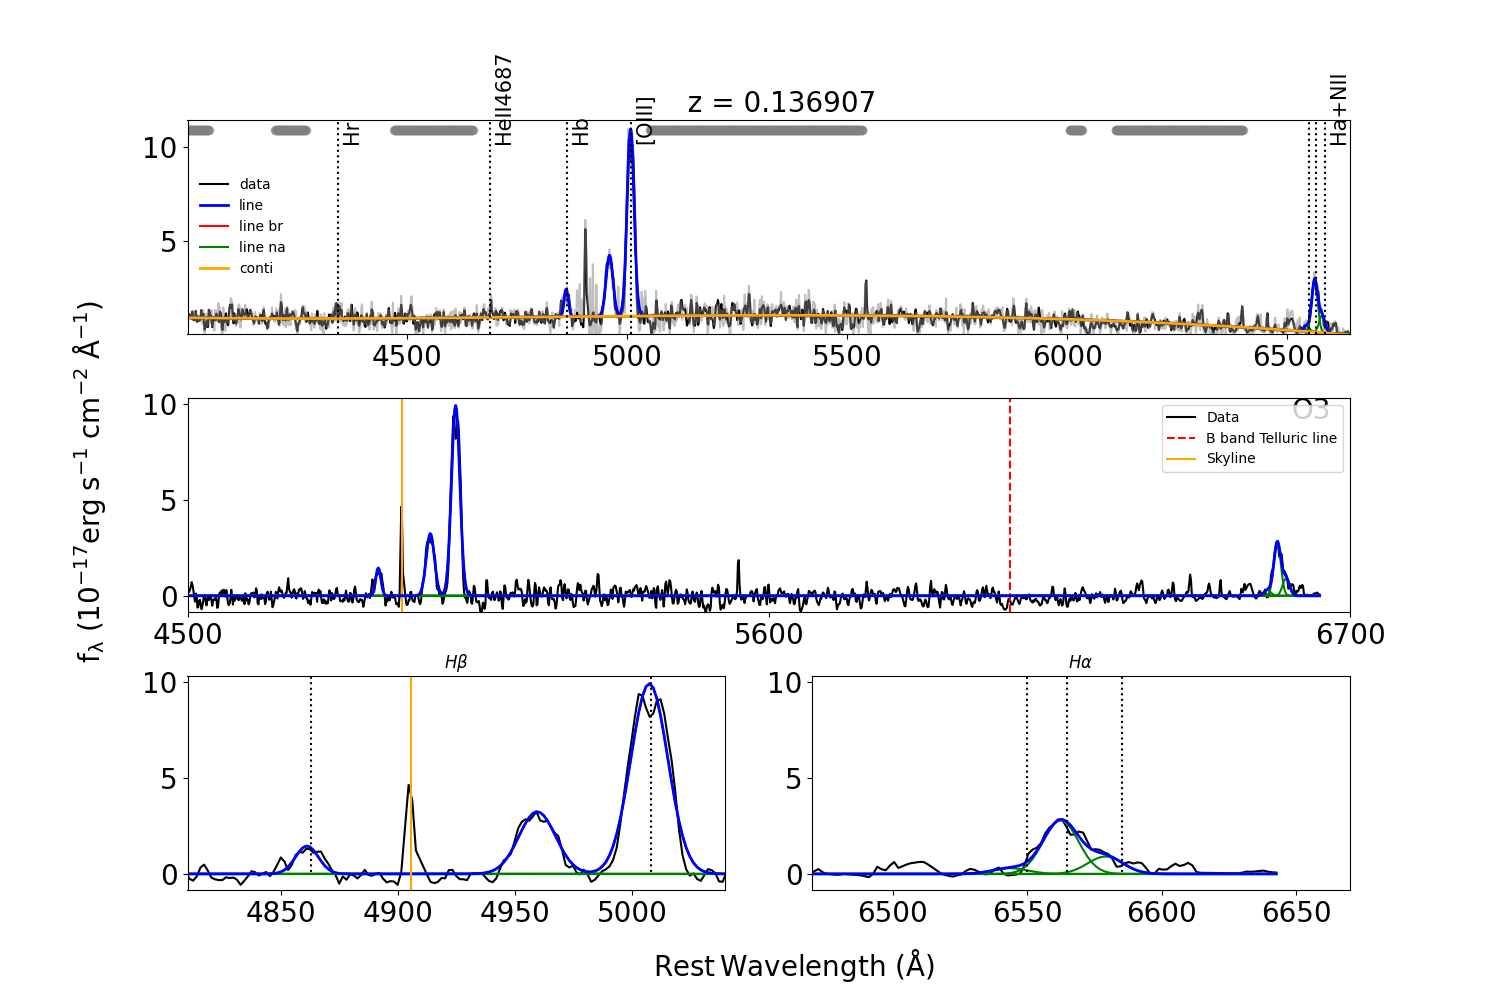 z = 0.136907
Hr
HeII4687
Hb
[OIII]
Ha+NII
10
5
data
line
line br
line na
conti
4500 5000 5500 6000 6500
O3
10
5
0
Data
B band Telluric line
Skyline
4500 5600 6700
fλ (10−17erg s−1 cm−2 Å−1)
Hβ
10
5
0
4850 4900 4950 5000
Hα
10
5
0
6500 6550 6600 6650
Rest Wavelength (Å)